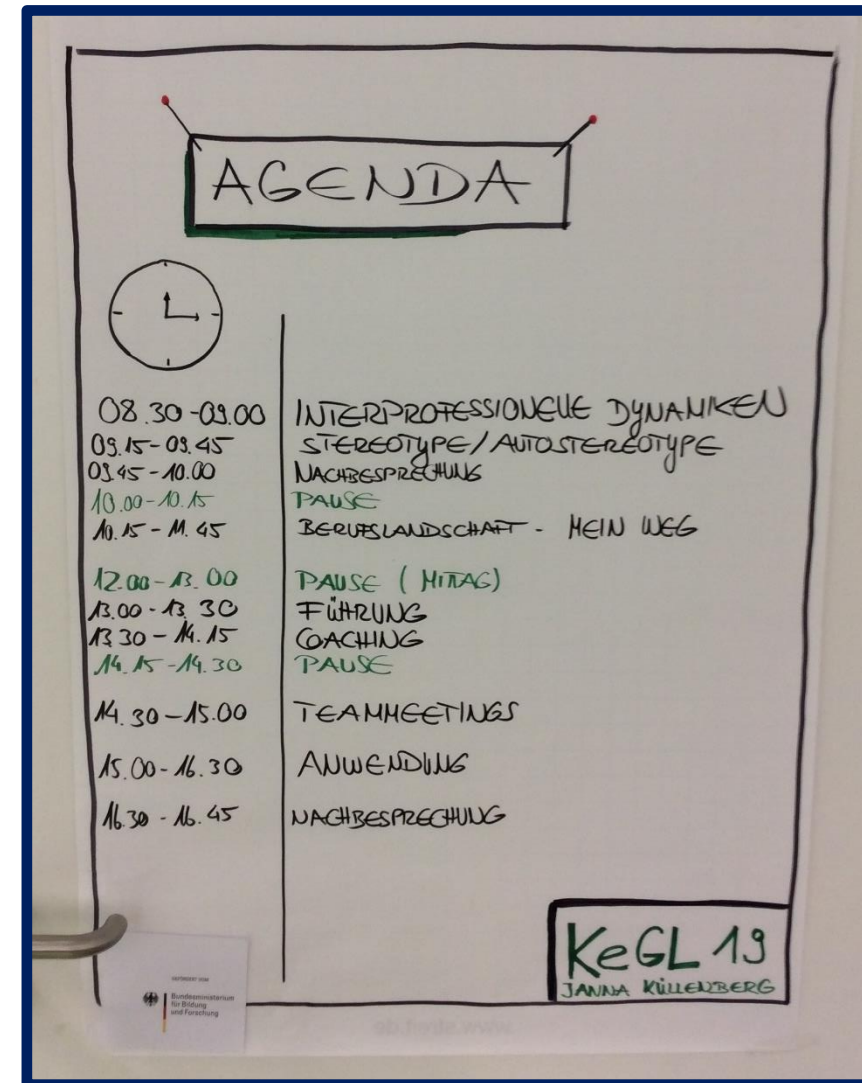 AGENDA
08.30-09.00 INTERPROFESSIONELLE DYNAMIKEN
09.15-09.45 STEREOTYPE/AUTOSTEREOTYPE
09.45-10.00 NACHBESPRECHUNG
10.00-10.15 PAUSE
10.15-11.45 BERUFSLANDSCHAFT - MEIN WEG
12.00-13.00 PAUSE (MITTAG)
13.00-13.30 FÜHRUNG
13.30-14.15 COACHING
14.15-14.30 PAUSE
14.30-15.00 TEAMMEETINGS
15.00-16.30 ANWENDUNG
16.30-16.45 NACHBESPRECHUNG
KeGL 19
JANNA KÜLLENBERG
GEFÖRDERT VOM
Bundesministerium
für Bildung
und Forschung